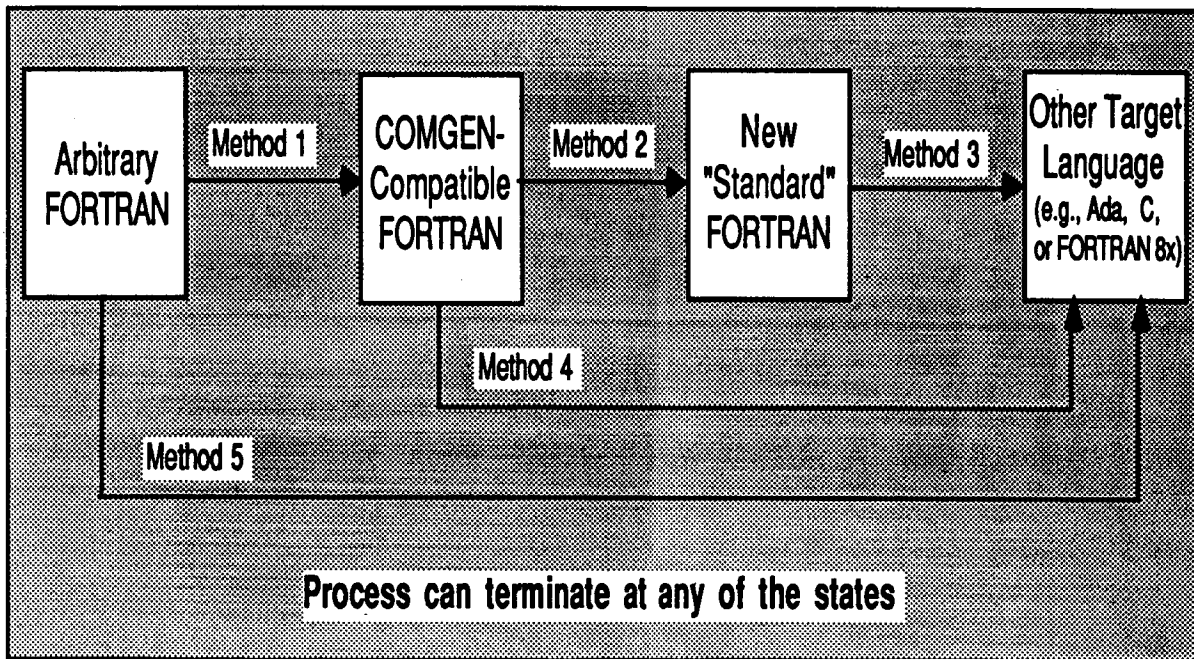 Arbitrary
FORTRAN
Method 1
COMGEN-
Compatible
FORTRAN
Method 2
New
"Standard"
FORTRAN
Method 3
Other Target
Language
(e.g., Ada, C,
or FORTRAN 8x)
Method 4
Method 5
Process can terminate at any of the states